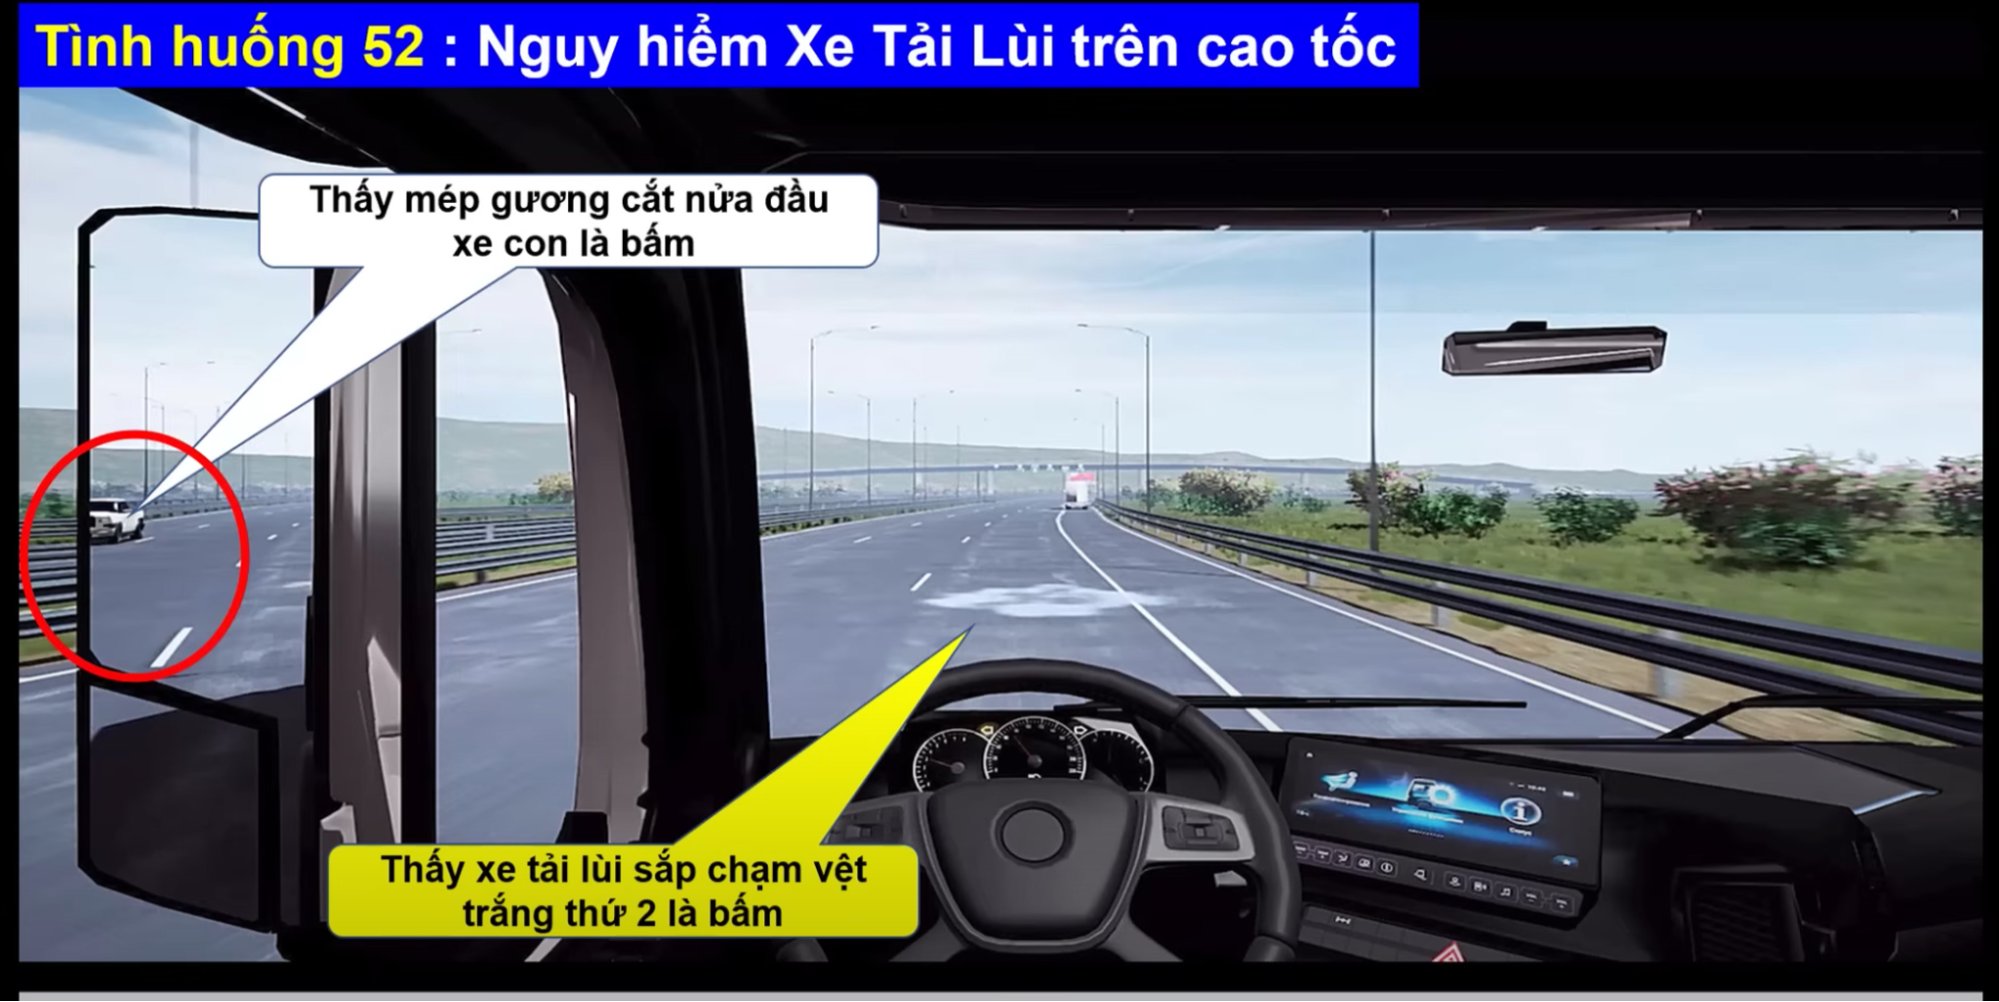 Tình huống 52 : Nguy hiểm Xe Tải Lùi trên cao tốc
Thấy mép gương cắt nửa đầu
xe con là bấm
Thấy xe tải lùi sắp chạm vệt
trắng thứ 2 là bấm